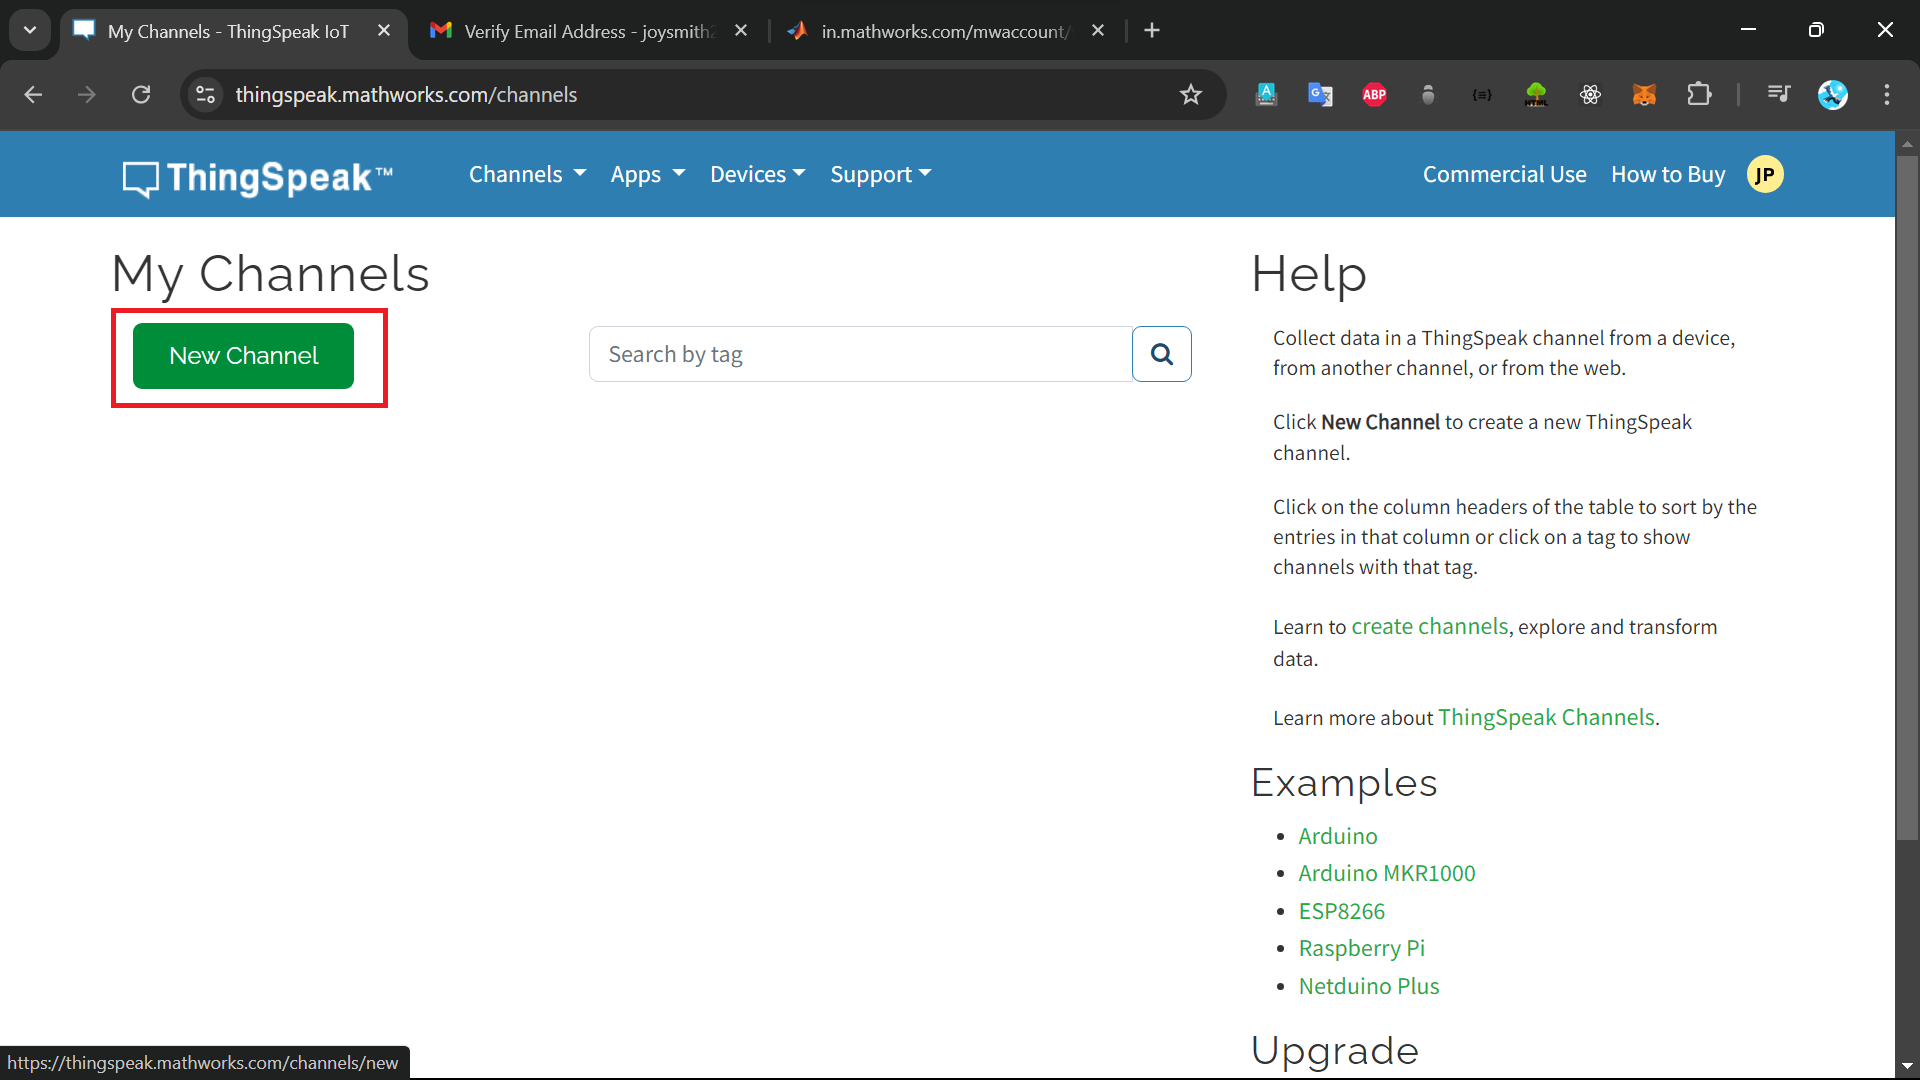 My Channels - ThingSpeak IoT
Verify Email Address - joysmith2
in.mathworks.com/mwaccount/
thingspeak.mathworks.com/channels
ABP
HTML
ThingSpeak™
Channels
Apps
Devices
Support
Commercial Use
How to Buy
JP
My Channels
New Channel
Search by tag
Help
Collect data in a ThingSpeak channel from a device,
from another channel, or from the web.
Click New Channel to create a new ThingSpeak
channel.
Click on the column headers of the table to sort by the
entries in that column or click on a tag to show
channels with that tag.
Learn to create channels, explore and transform
data.
Learn more about ThingSpeak Channels.
Examples
• Arduino
• Arduino MKR1000
• ESP8266
• Raspberry Pi
• Netduino Plus
Upgrade
https://thingspeak.mathworks.com/channels/new